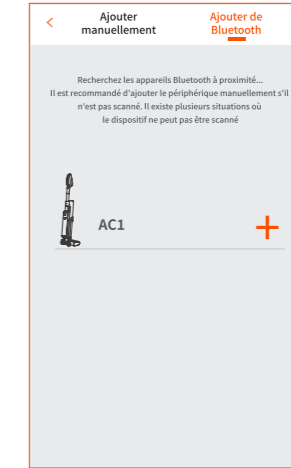 Ajouter
manuellement
Ajouter de
Bluetooth
Recherchez les appareils Bluetooth à proximité...
Il est recommandé d'ajouter le périphérique manuellement s'il
n'est pas scanné. Il existe plusieurs situations où
le dispositif ne peut pas être scanné
AC1